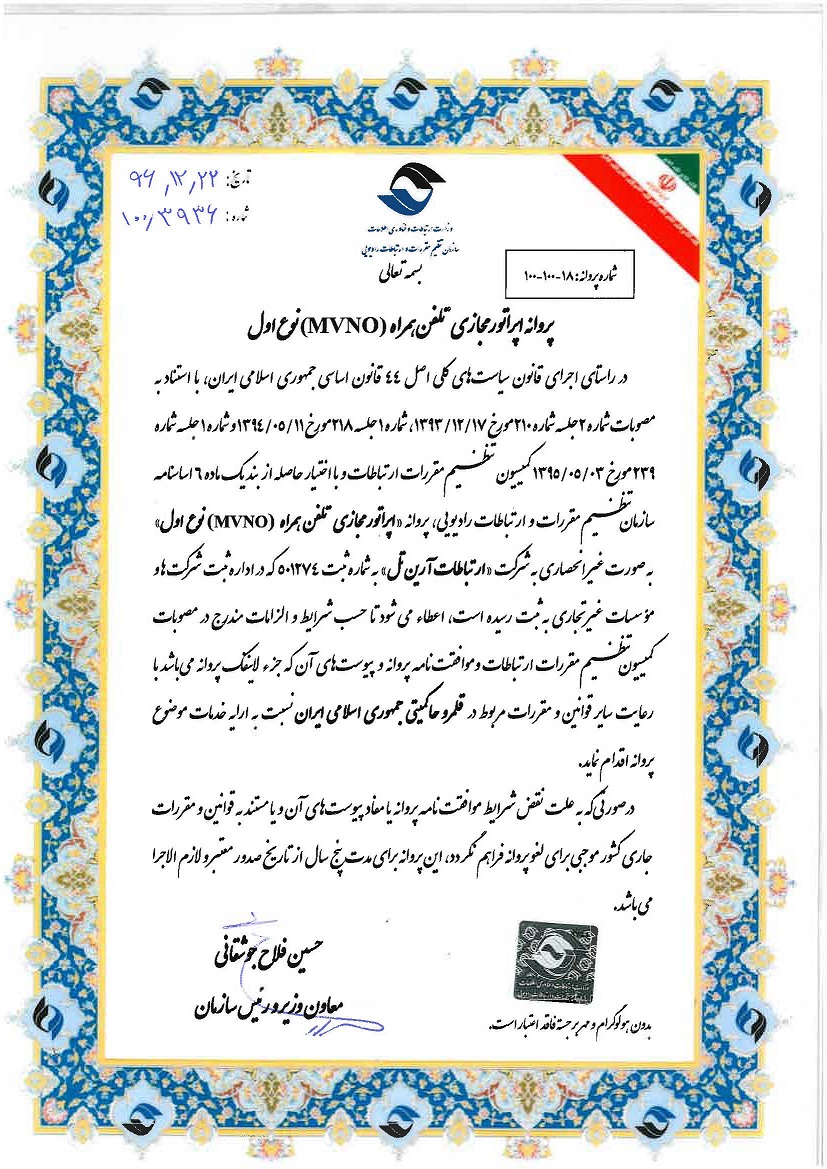 تاریخ: ۹۶٫۱۲٫۲۲
شماره: ۱۰۰٫۳۹۳۶
وزارت ارتباطات و فناوری اطلاعات
سازمان تنظیم مقررات و ارتباطات رادیویی
بسمه تعالی
شماره پروانه: ۱۸-۱۰۰-۱۰۰
پروانه اپراتور مجازی تلفن همراه (MVNO) نوع اول
در راستای اجرای قانون سیاست‌های کلی اصل ۴۴ قانون اساسی جمهوری اسلامی ایران، با استناد به
مصوبات شماره ۲ جلسه شماره ۲۱۰ مورخ ۱۳۹۳/۱۲/۱۷، شماره ۱ جلسه ۲۱۸ مورخ ۱۳۹۴/۰۵/۱۱ و شماره ۱ جلسه شماره
۲۳۹ مورخ ۱۳۹۵/۰۵/۰۳ کمیسیون تنظیم مقررات ارتباطات و با اختیار حاصله از بند یک ماده ۶ اساسنامه
سازمان تنظیم مقررات و ارتباطات رادیویی، پروانه «اپراتور مجازی تلفن همراه (MVNO) نوع اول»
به صورت غیر انحصاری به شرکت «ارتباطات آرین تل» به شماره ثبت ۵۰۱۲۷۴ که در اداره ثبت شرکت‌ها و
مؤسسات غیر تجاری به ثبت رسیده است، اعطاء می شود تا حسب شرایط و الزامات مندرج در مصوبات
کمیسیون تنظیم مقررات ارتباطات و موافقت نامه پروانه و پیوست‌های آن که جزء لاینفک پروانه می‌باشد با
رعایت سایر قوانین و مقررات مربوط در قلمرو حاکمیتی جمهوری اسلامی ایران نسبت به ارایه خدمات موضوع
پروانه اقدام نماید.
درصورتی‌که به علت نقض شرایط موافقت نامه پروانه یا مفاد پیوست‌های آن و یا مستند به قوانین و مقررات
جاری کشور موجبی برای لغو پروانه فراهم نگردد، این پروانه برای مدت پنج سال از تاریخ صدور معتبر و لازم الاجرا
می باشد.
حسین فلاح جوشقانی
معاون وزیر و رئیس سازمان
بدون هولوگرام و مهر برجسته فاقد اعتبار است.